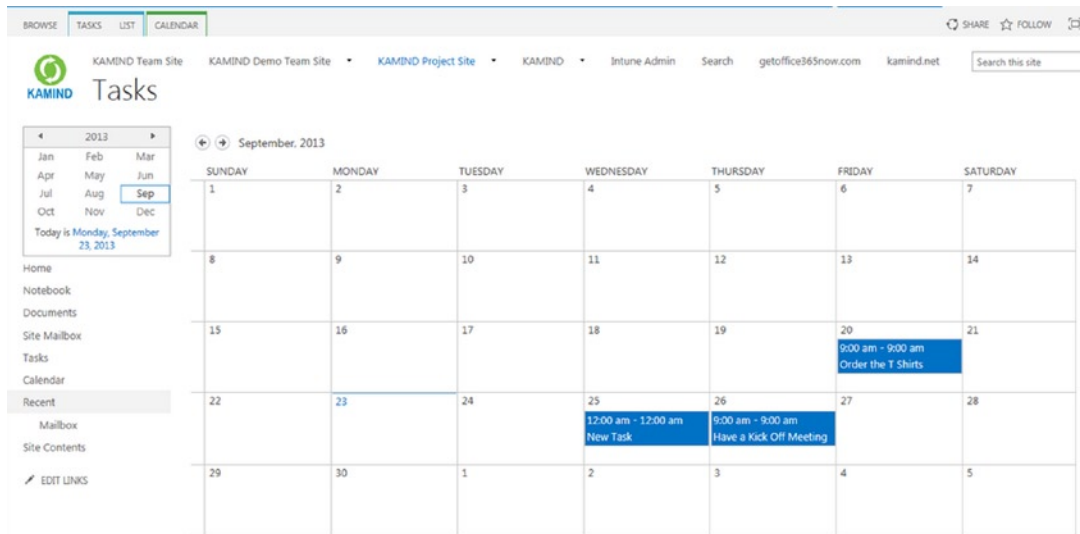 BROWSE TASKS LIST CALENDAR SHARE FOLLOW
KAMIND Team Site KAMIND Demo Team Site KAMIND Project Site KAMIND Intune Admin Search getoffice365now.com kamind.net Search this site
KAMIND
Tasks
2013
Jan Feb Mar
Apr May Jun
Jul Aug Sep
Oct Nov Dec
Today is Monday, September
23, 2013
Home
Notebook
Documents
Site Mailbox
Tasks
Calendar
Recent
Mailbox
Site Contents
EDIT LINKS
September, 2013
SUNDAY MONDAY TUESDAY WEDNESDAY THURSDAY FRIDAY SATURDAY
1 2 3 4 5 6 7
8 9 10 11 12 13 14
15 16 17 18 19 20 21
9:00 am - 9:00 am
Order the T Shirts
22 23 24 25 26 27 28
12:00 am - 12:00 am 9:00 am - 9:00 am
New Task Have a Kick Off Meeting
29 30 1 2 3 4 5